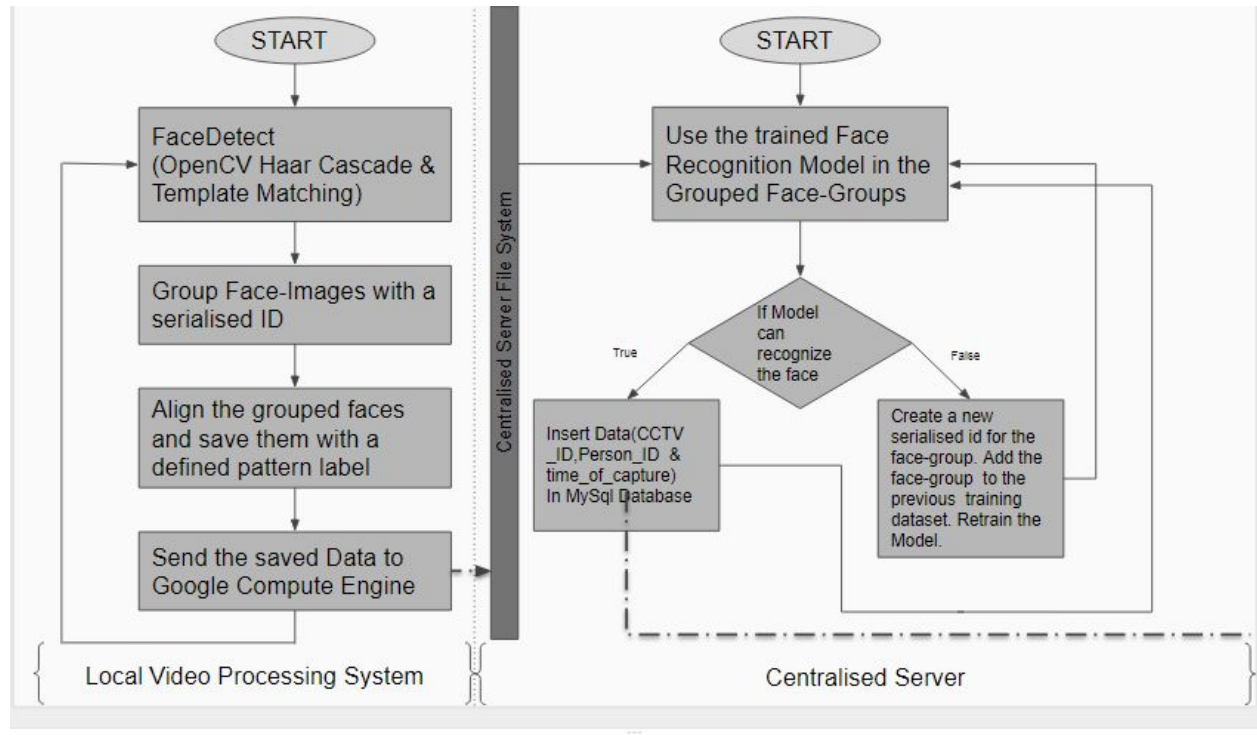 START
FaceDetect
(OpenCV Haar Cascade &
Template Matching)
Group Face-Images with a
serialised ID
Align the grouped faces
and save them with a
defined pattern label
Send the saved Data to
Google Compute Engine
Local Video Processing System
Centralised Server File System
START
Use the trained Face
Recognition Model in the
Grouped Face-Groups
If Model
can
recognize
the face
True
False
Insert Data(CCTV
_ID,Person_ID &
time_of_capture)
In MySql Database
Create a new
serialised id for the
face-group. Add the
face-group to the
previous training
dataset. Retrain the
Model.
Centralised Server